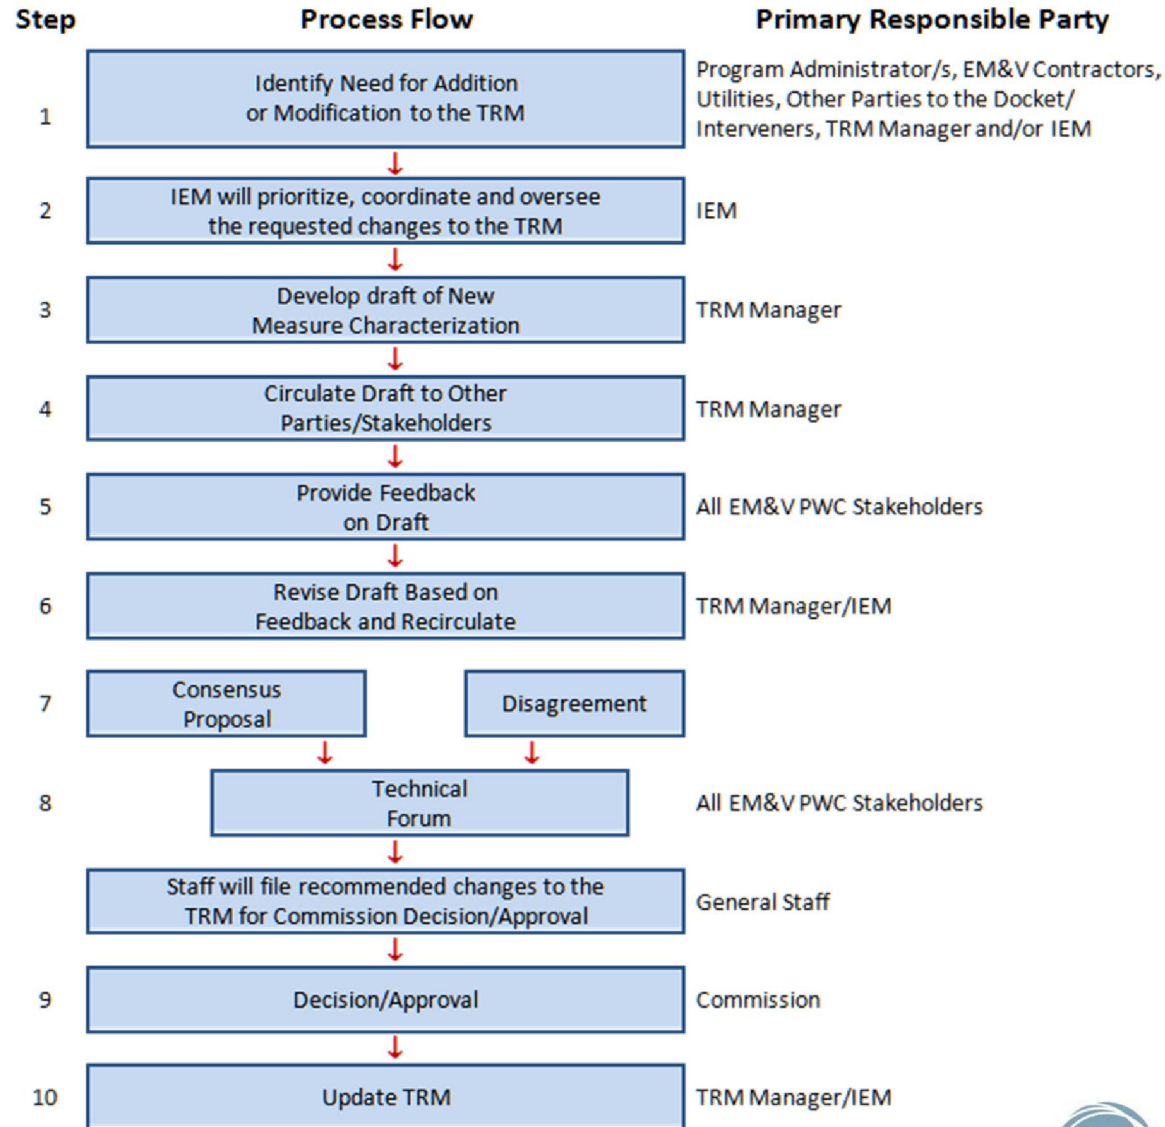 Step Process Flow Primary Responsible Party
1
Identify Need for Addition
or Modification to the TRM
Program Administrator/s, EM&V Contractors,
Utilities, Other Parties to the Docket/
Interveners, TRM Manager and/or IEM
2
IEM will prioritize, coordinate and oversee
the requested changes to the TRM
IEM
3
Develop draft of New
Measure Characterization
TRM Manager
4
Circulate Draft to Other
Parties/Stakeholders
TRM Manager
5
Provide Feedback
on Draft
All EM&V PWC Stakeholders
6
Revise Draft Based on
Feedback and Recirculate
TRM Manager/IEM
7
Consensus
Proposal
Disagreement
8
Technical
Forum
All EM&V PWC Stakeholders
Staff will file recommended changes to the
TRM for Commission Decision/Approval
General Staff
9
Decision/Approval
Commission
10
Update TRM
TRM Manager/IEM